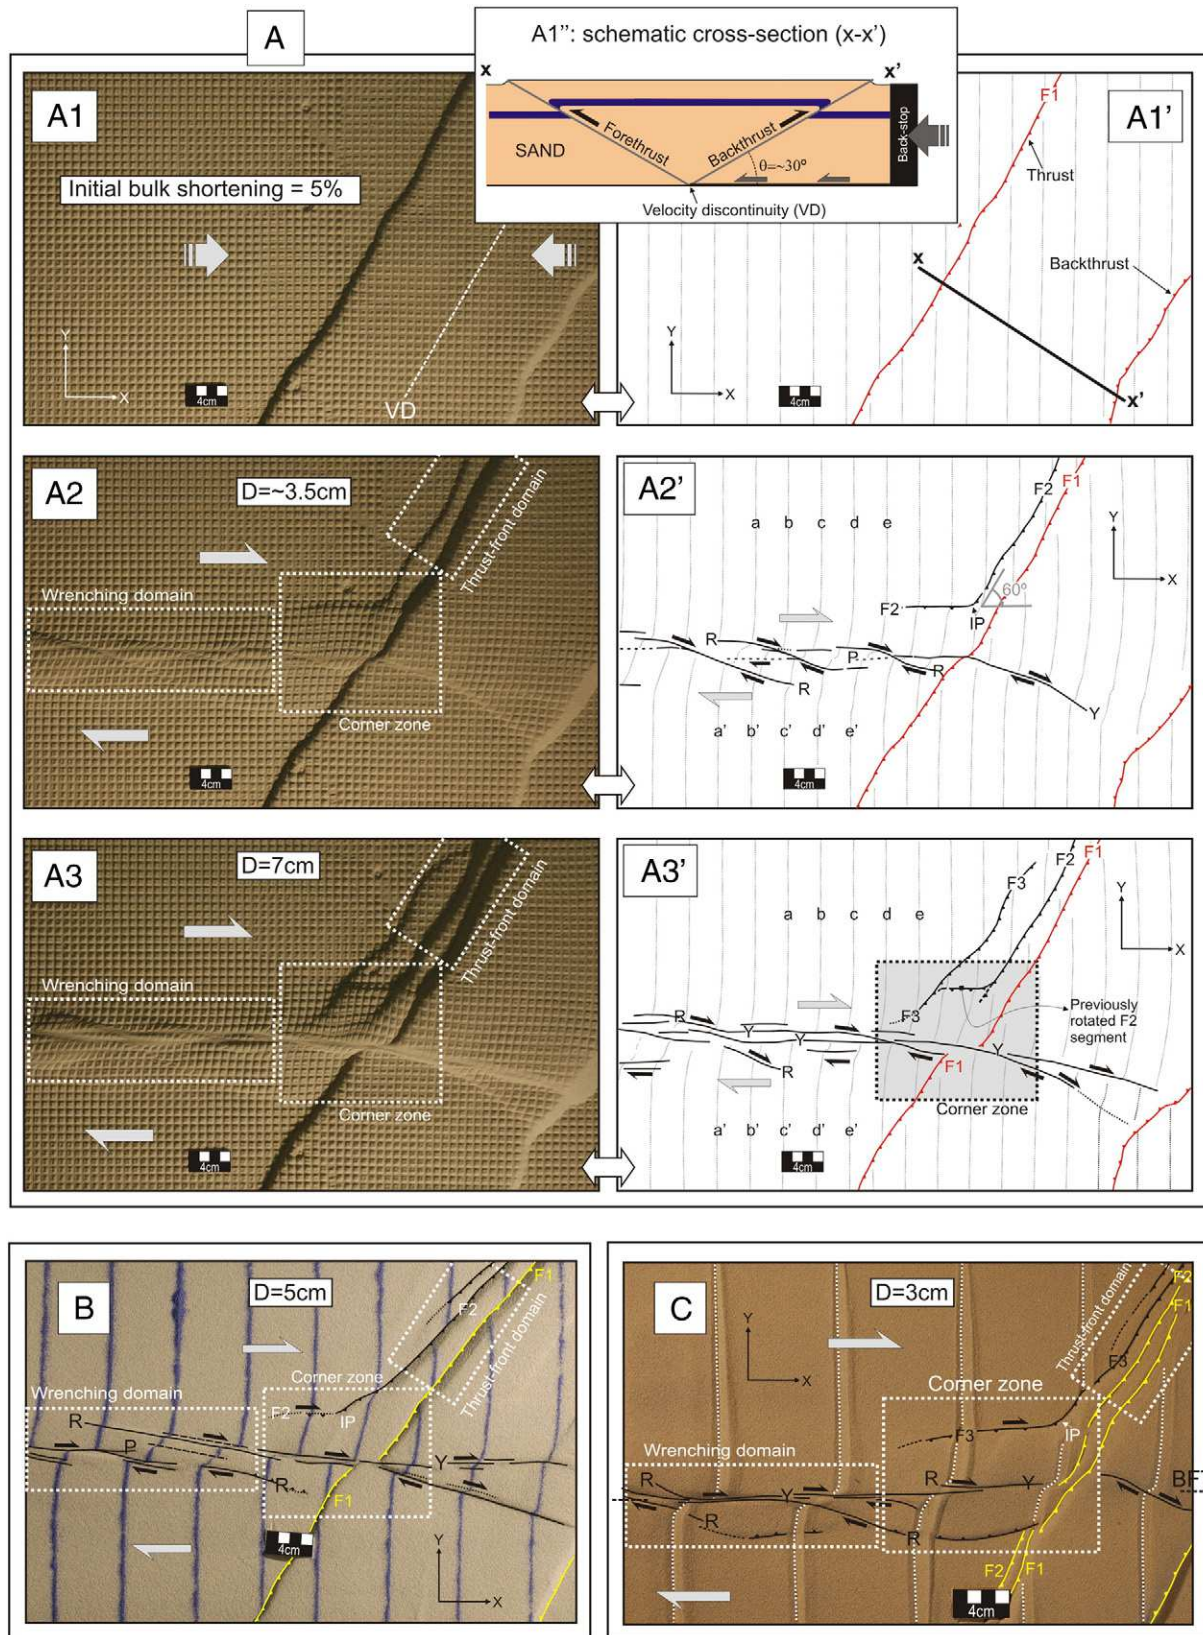 A
A1'': schematic cross-section (x-x')
x
x'
Forethrust
Backthrust
SAND
θ=~30º
Back-stop
Velocity discontinuity (VD)
A1
Initial bulk shortening = 5%
Y
X
4cm
VD
A1'
F1
Thrust
x
Backthrust
x'
Y
X
4cm
A2
D=~3.5cm
Thrust-front domain
Wrenching domain
Corner zone
4cm
A2'
F2
F1
a b c d e
Y
X
60º
F2
IP
R
P
R
R
Y
a' b' c' d' e'
4cm
A3
D=7cm
Thrust-front domain
Wrenching domain
Corner zone
4cm
A3'
F1
F2
F3
a b c d e
Y
X
F3
Previously
rotated F2
segment
R
Y
Y
Y
F1
R
Corner zone
a' b' c' d' e'
4cm
B
D=5cm
F1
F2
Thrust-front domain
Corner zone
Wrenching domain
F2
IP
R
P
Y
R
F1
4cm
Y
X
C
D=3cm
F2
F1
Thrust-front domain
Y
X
F3
Corner zone
F3
IP
Wrenching domain
R
R
Y
Y
R
R
F2
F1
4cm